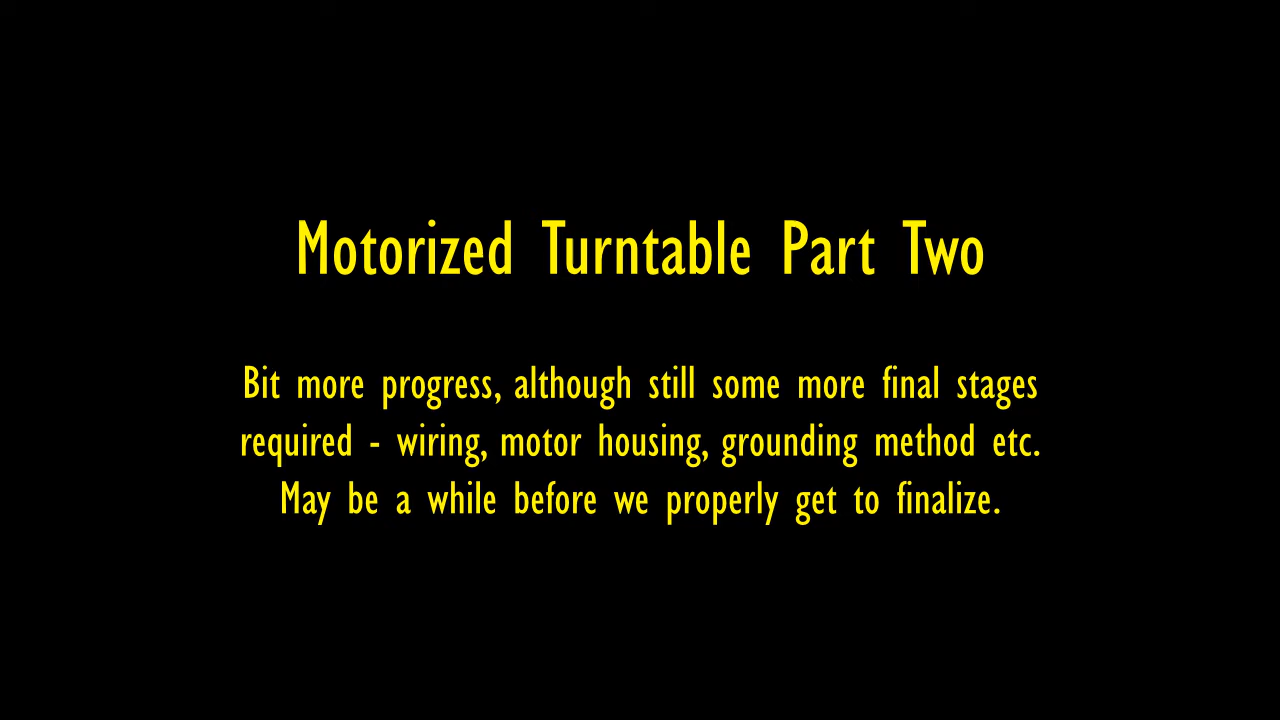 Motorized Turntable Part Two
Bit more progress, although still some more final stages
required - wiring, motor housing, grounding method etc.
May be a while before we properly get to finalize.